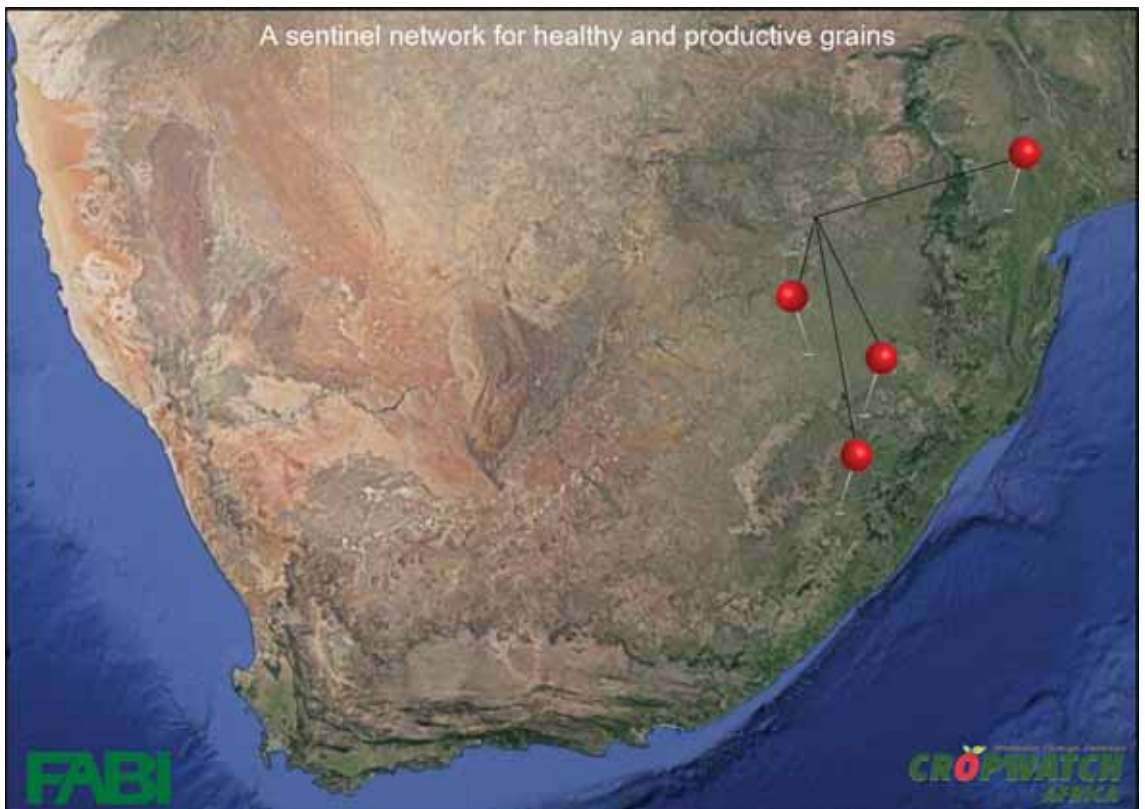 A sentinel network for healthy and productive grains
FABI
CROPWATCH
AFRICA